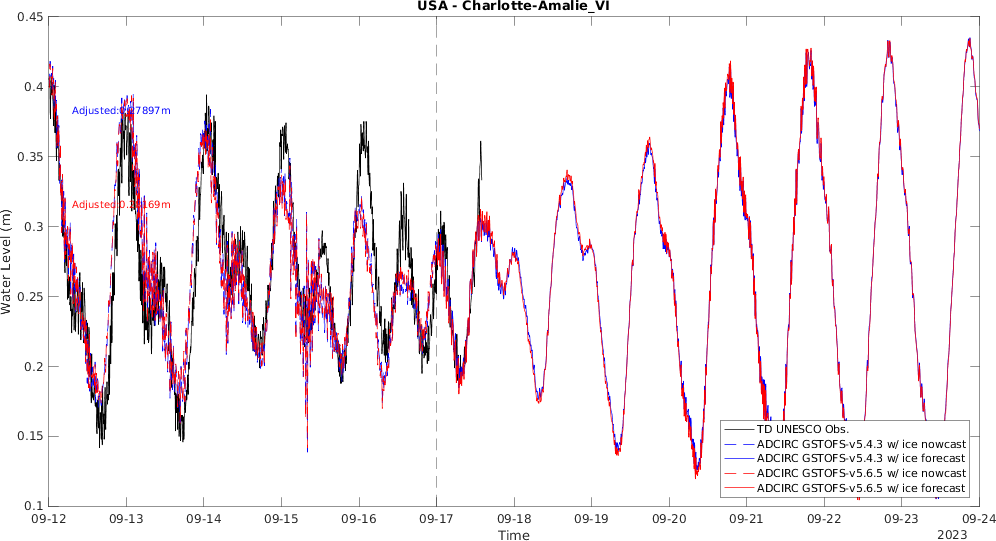 USA - Charlotte-Amalie_VI
Water Level (m)
0.45
0.4
0.35
0.3
0.25
0.2
0.15
0.1
Adjusted:
Adjusted:
TD UNESCO Obs.
ADCIRC GSTOFS-v5.4.3 w/ ice nowcast
ADCIRC GSTOFS-v5.4.3 w/ ice forecast
ADCIRC GSTOFS-v5.6.5 w/ ice nowcast
ADCIRC GSTOFS-v5.6.5 w/ ice forecast
09-12 09-13 09-14 09-15 09-16 09-17 09-18 09-19 09-20 09-21 09-22 09-23 09-24
Time
2023